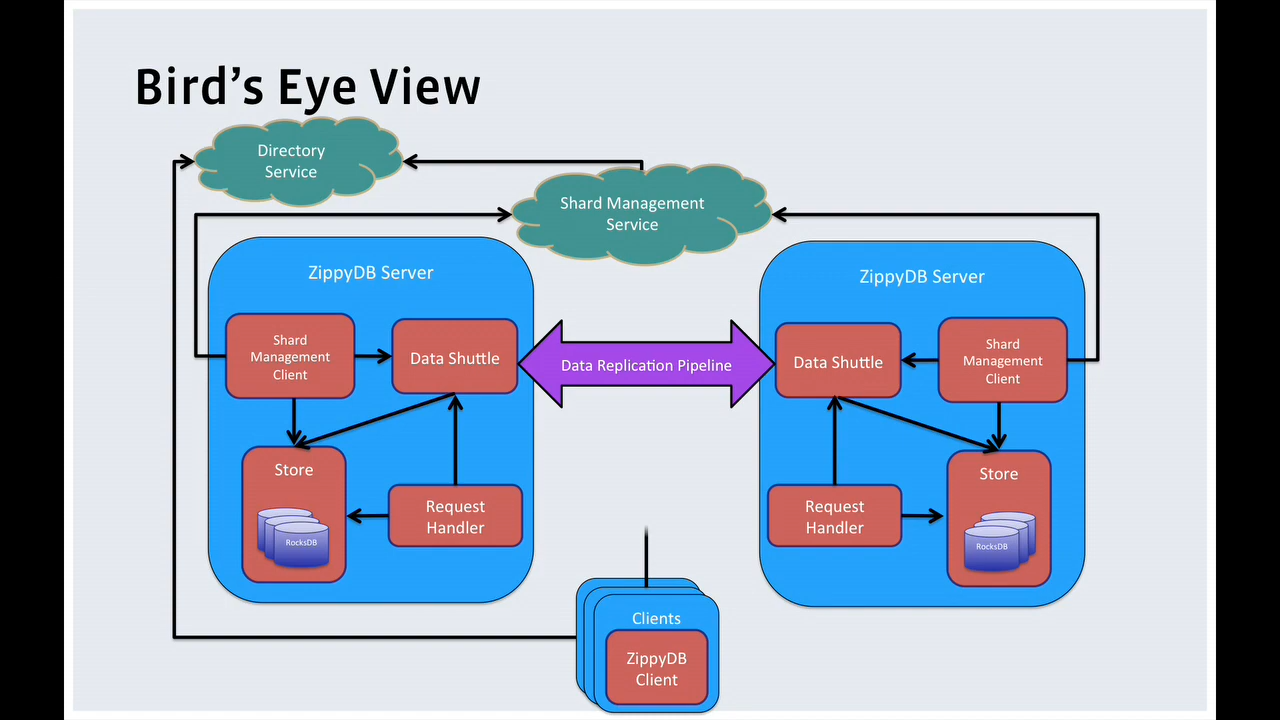 Bird's Eye View
Directory
Service
Shard Management
Service
ZippyDB Server
Shard
Management
Client
Data Shuttle
Store
RocksDB
Request
Handler
Data Replication Pipeline
ZippyDB Server
Data Shuttle
Shard
Management
Client
Request
Handler
Store
RocksDB
Clients
ZippyDB
Client